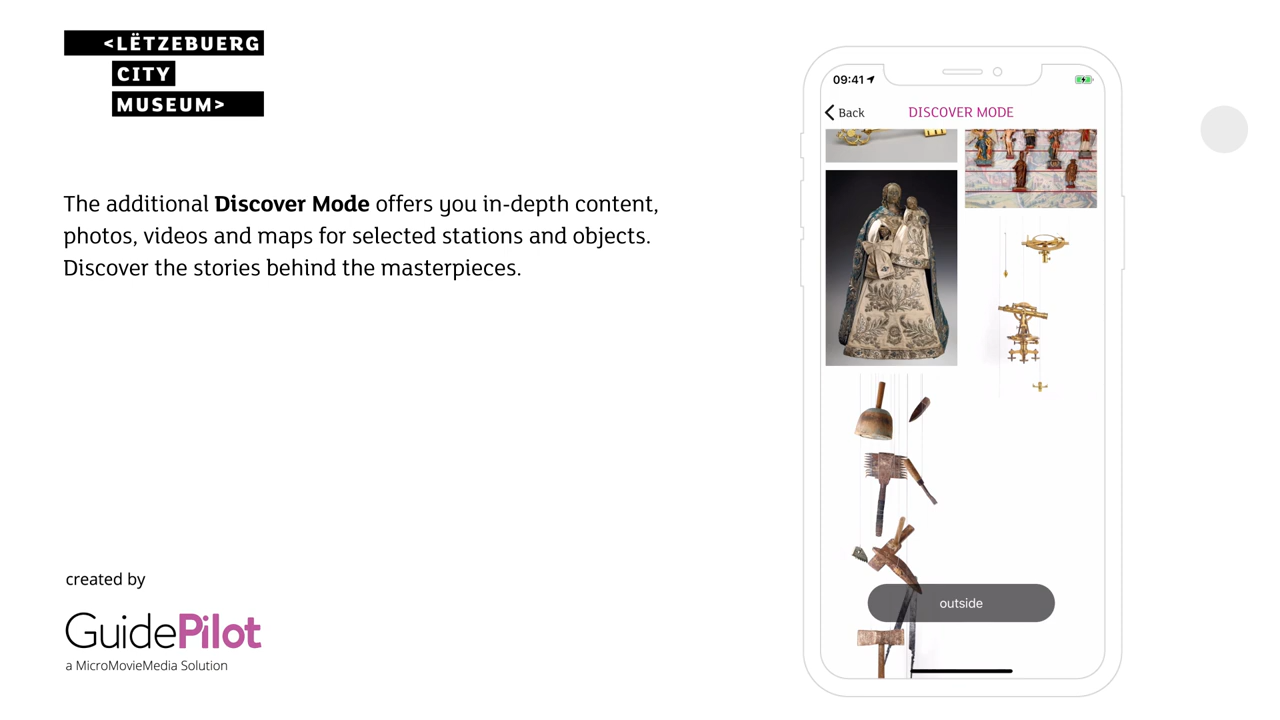 <LËTZEBUERG
CITY
MUSEUM>
The additional Discover Mode offers you in-depth content,
photos, videos and maps for selected stations and objects.
Discover the stories behind the masterpieces.
created by
GuidePilot
a MicroMovieMedia Solution
09:41
Back
DISCOVER MODE
outside